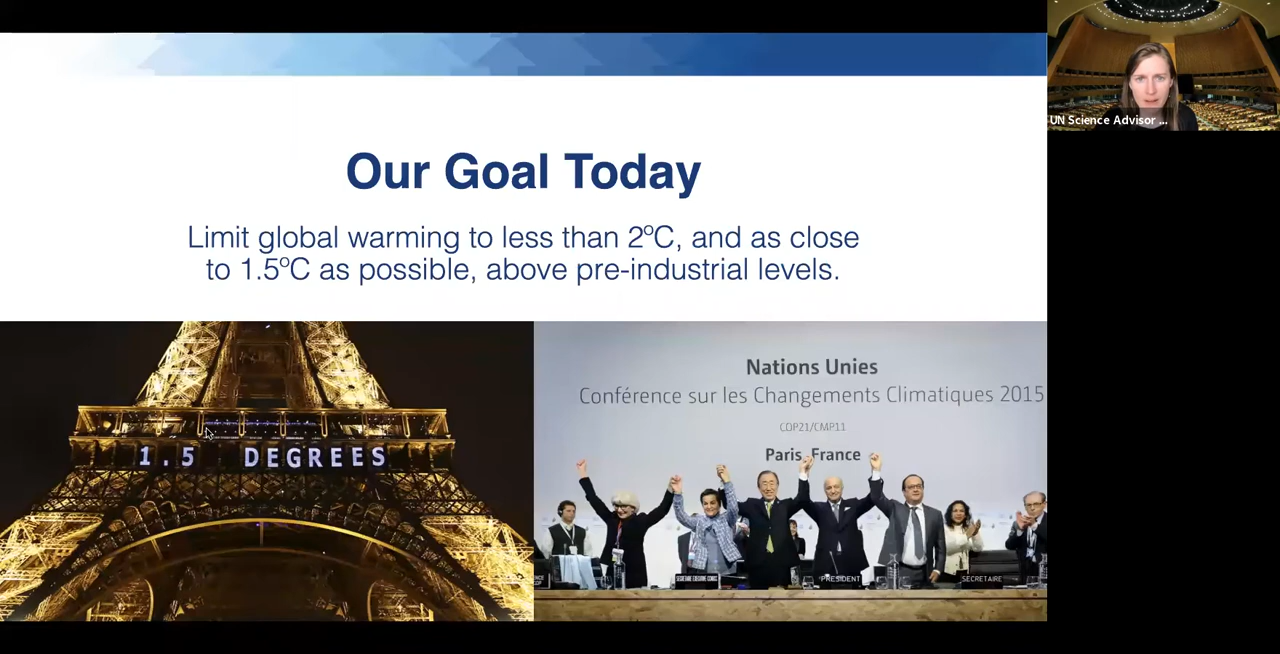 Our Goal Today
Limit global warming to less than 2ºC, and as close
to 1.5ºC as possible, above pre-industrial levels.
1.5 DEGREES
Nations Unies
Conférence sur les Changements Climatiques 2015
COP21/CMP11
Paris, France
PRESIDENT
SECRETAIRE
UN Science Advisor ...